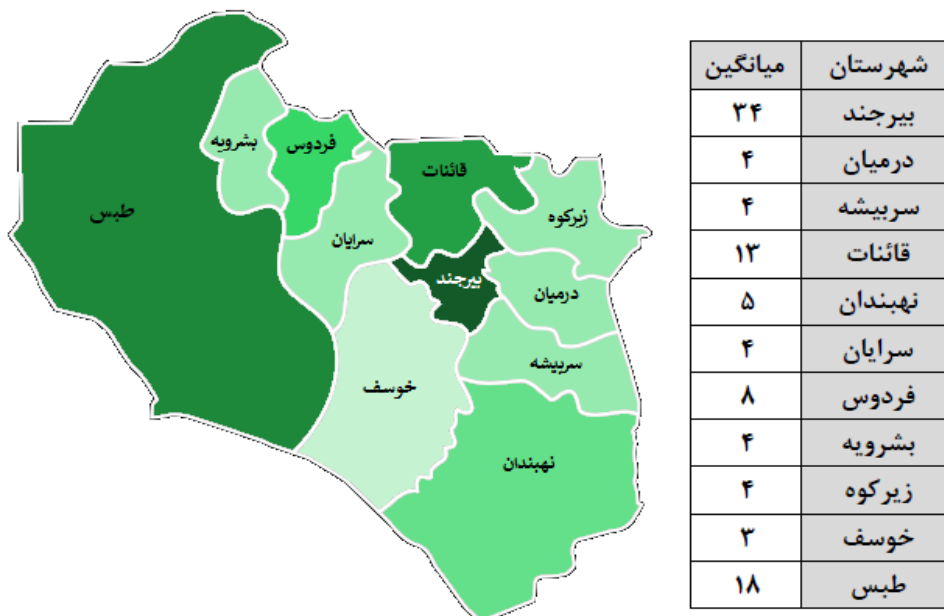 شهرستان میانگین
بیرجند ۳۴
درمیان ۴
سربیشه ۴
قائنات ۱۳
نهبندان ۵
سرایان ۴
فردوس ۸
بشرویه ۴
زیرکوه ۴
خوسف ۳
طبس ۱۸
فردوس
بشرویه
قائنات
زیرکوه
طبس
سرایان
بیرجند
درمیان
سربیشه
خوسف
نهبندان